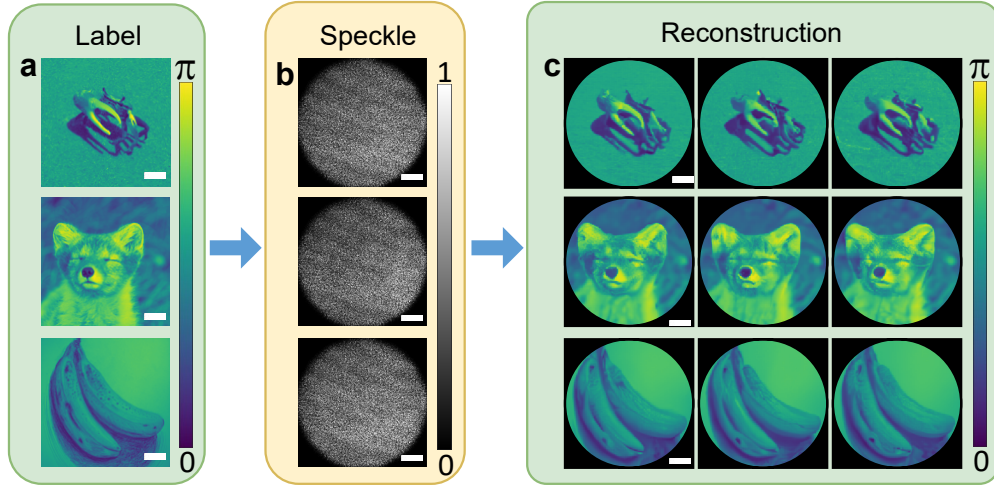 Label
Speckle
Reconstruction
a
π
0
b
1
0
c
π
0